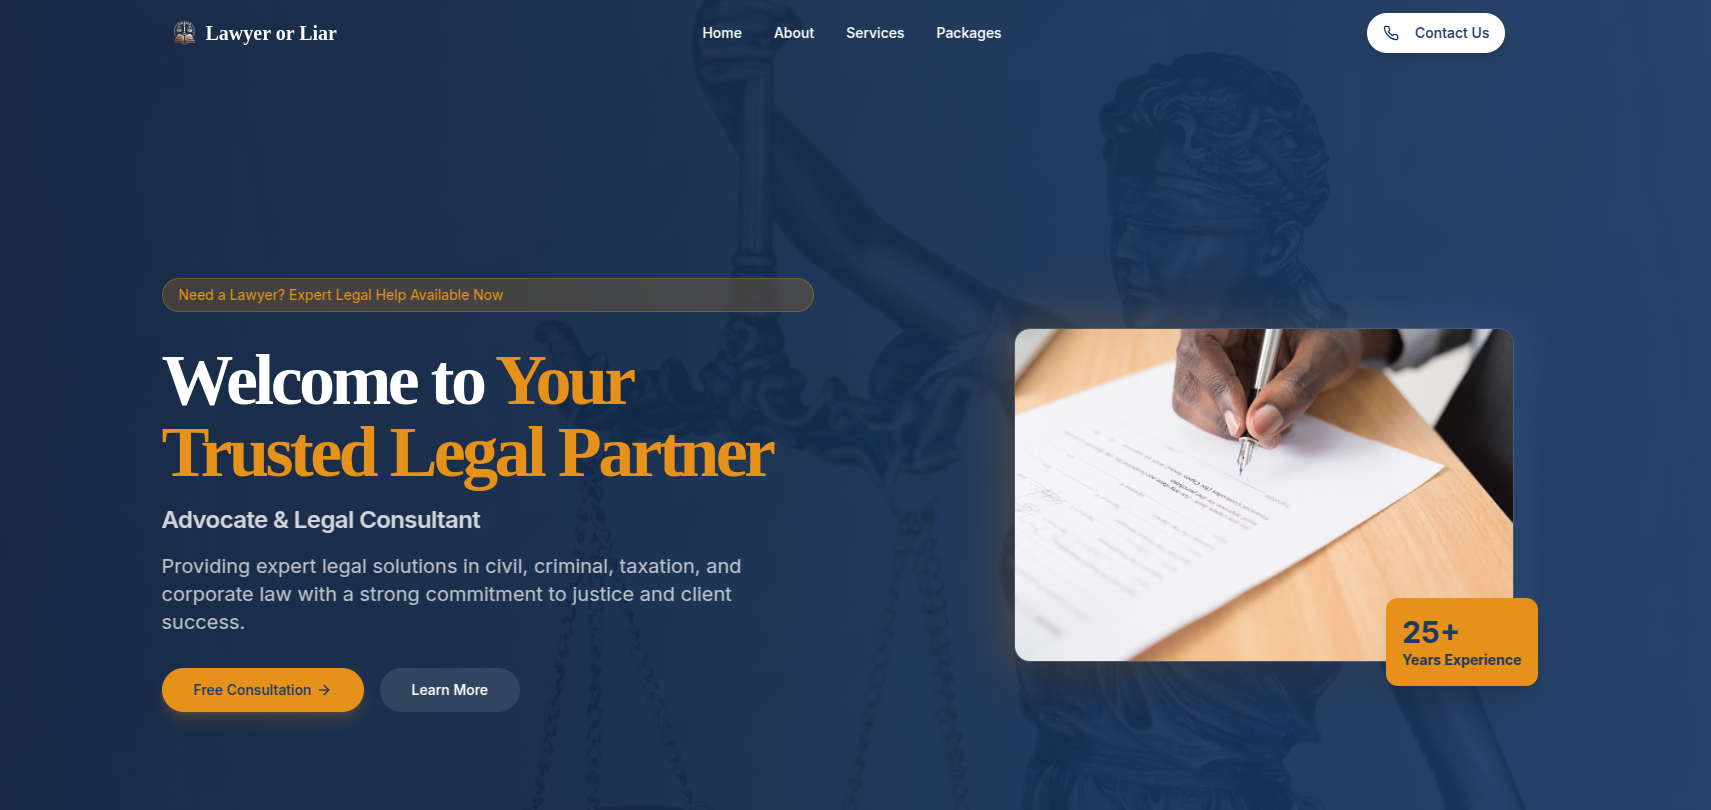 Lawyer or Liar
Home
About
Services
Packages
Contact Us
Need a Lawyer? Expert Legal Help Available Now
Welcome to Your
Trusted Legal Partner
Advocate & Legal Consultant
Providing expert legal solutions in civil, criminal, taxation, and
corporate law with a strong commitment to justice and client
success.
Free Consultation →
Learn More
25+
Years Experience